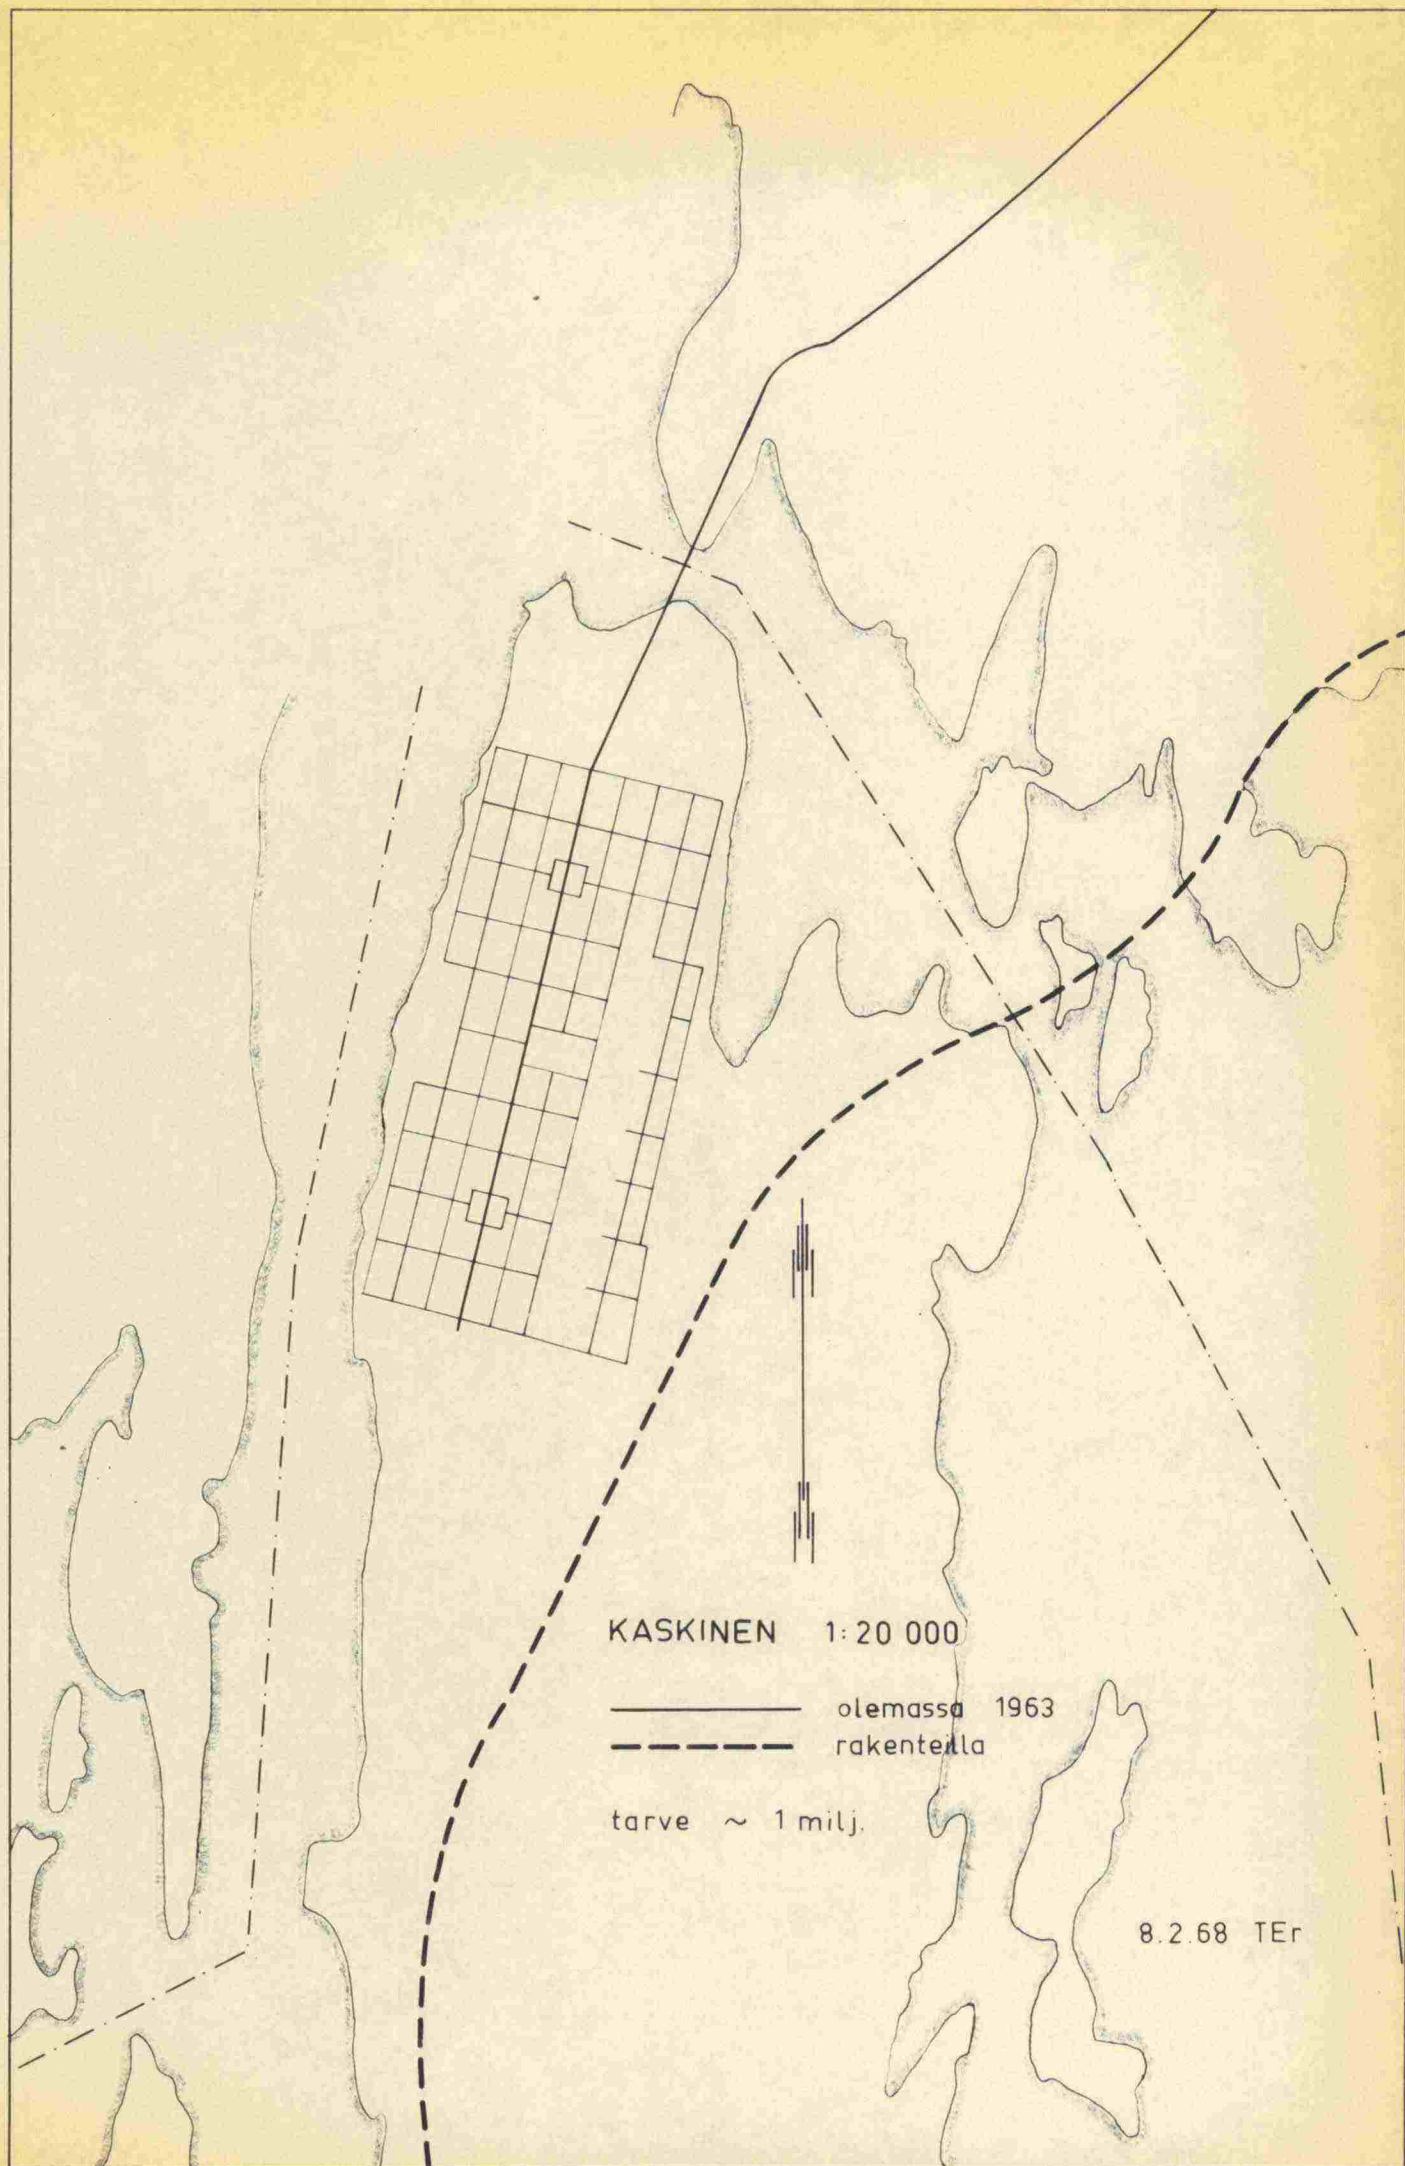 KASKINEN 1:20 000
olemassa 1963
rakenteilla
tarve ~ 1 milj.
8.2.68 TEr